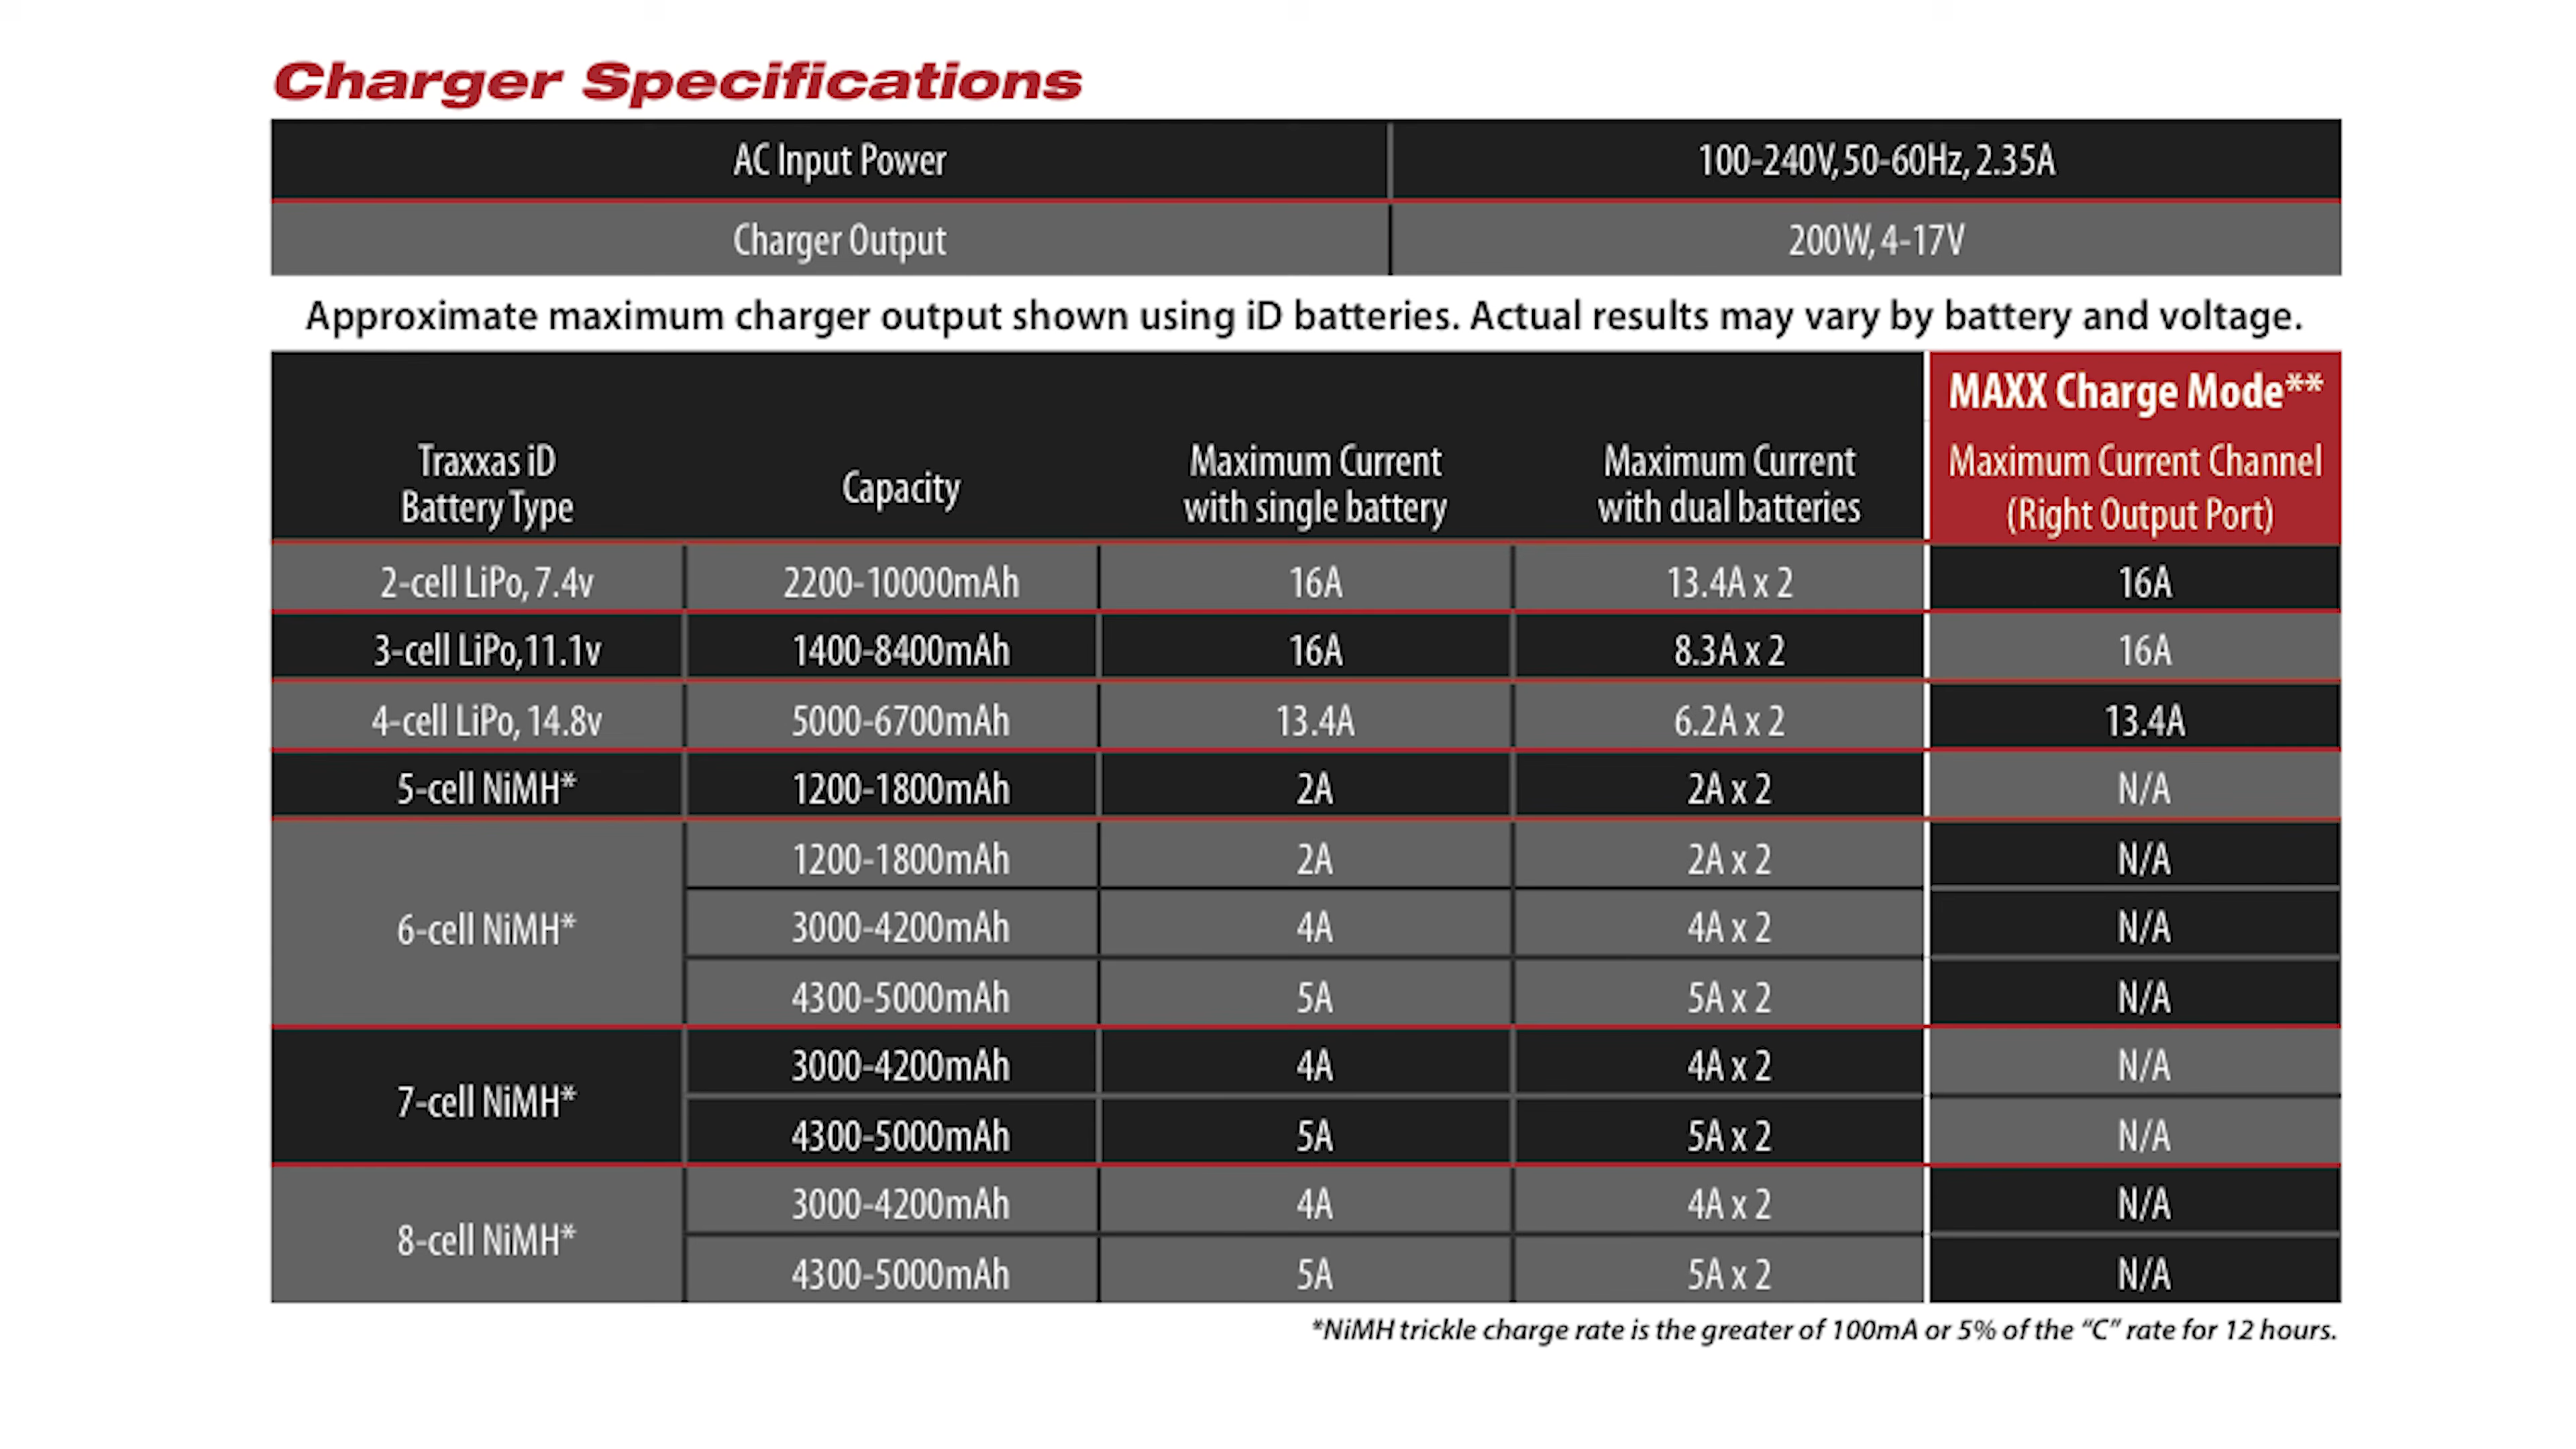 Charger Specifications
AC Input Power 100-240V, 50-60Hz, 2.35A
Charger Output 200W, 4-17V
Approximate maximum charger output shown using iD batteries. Actual results may vary by battery and voltage.
MAXX Charge Mode**
Traxxas iD
Battery Type
Capacity
Maximum Current
with single battery
Maximum Current
with dual batteries
Maximum Current Channel
(Right Output Port)
2-cell LiPo, 7.4v 2200-10000mAh 16A 13.4A x 2 16A
3-cell LiPo,11.1v 1400-8400mAh 16A 8.3A x 2 16A
4-cell LiPo, 14.8v 5000-6700mAh 13.4A 6.2A x 2 13.4A
5-cell NiMH* 1200-1800mAh 2A 2A x 2 N/A
6-cell NiMH*
1200-1800mAh 2A 2A x 2 N/A
3000-4200mAh 4A 4A x 2 N/A
4300-5000mAh 5A 5A x 2 N/A
7-cell NiMH*
3000-4200mAh 4A 4A x 2 N/A
4300-5000mAh 5A 5A x 2 N/A
8-cell NiMH*
3000-4200mAh 4A 4A x 2 N/A
4300-5000mAh 5A 5A x 2 N/A
*NiMH trickle charge rate is the greater of 100mA or 5% of the “C” rate for 12 hours.